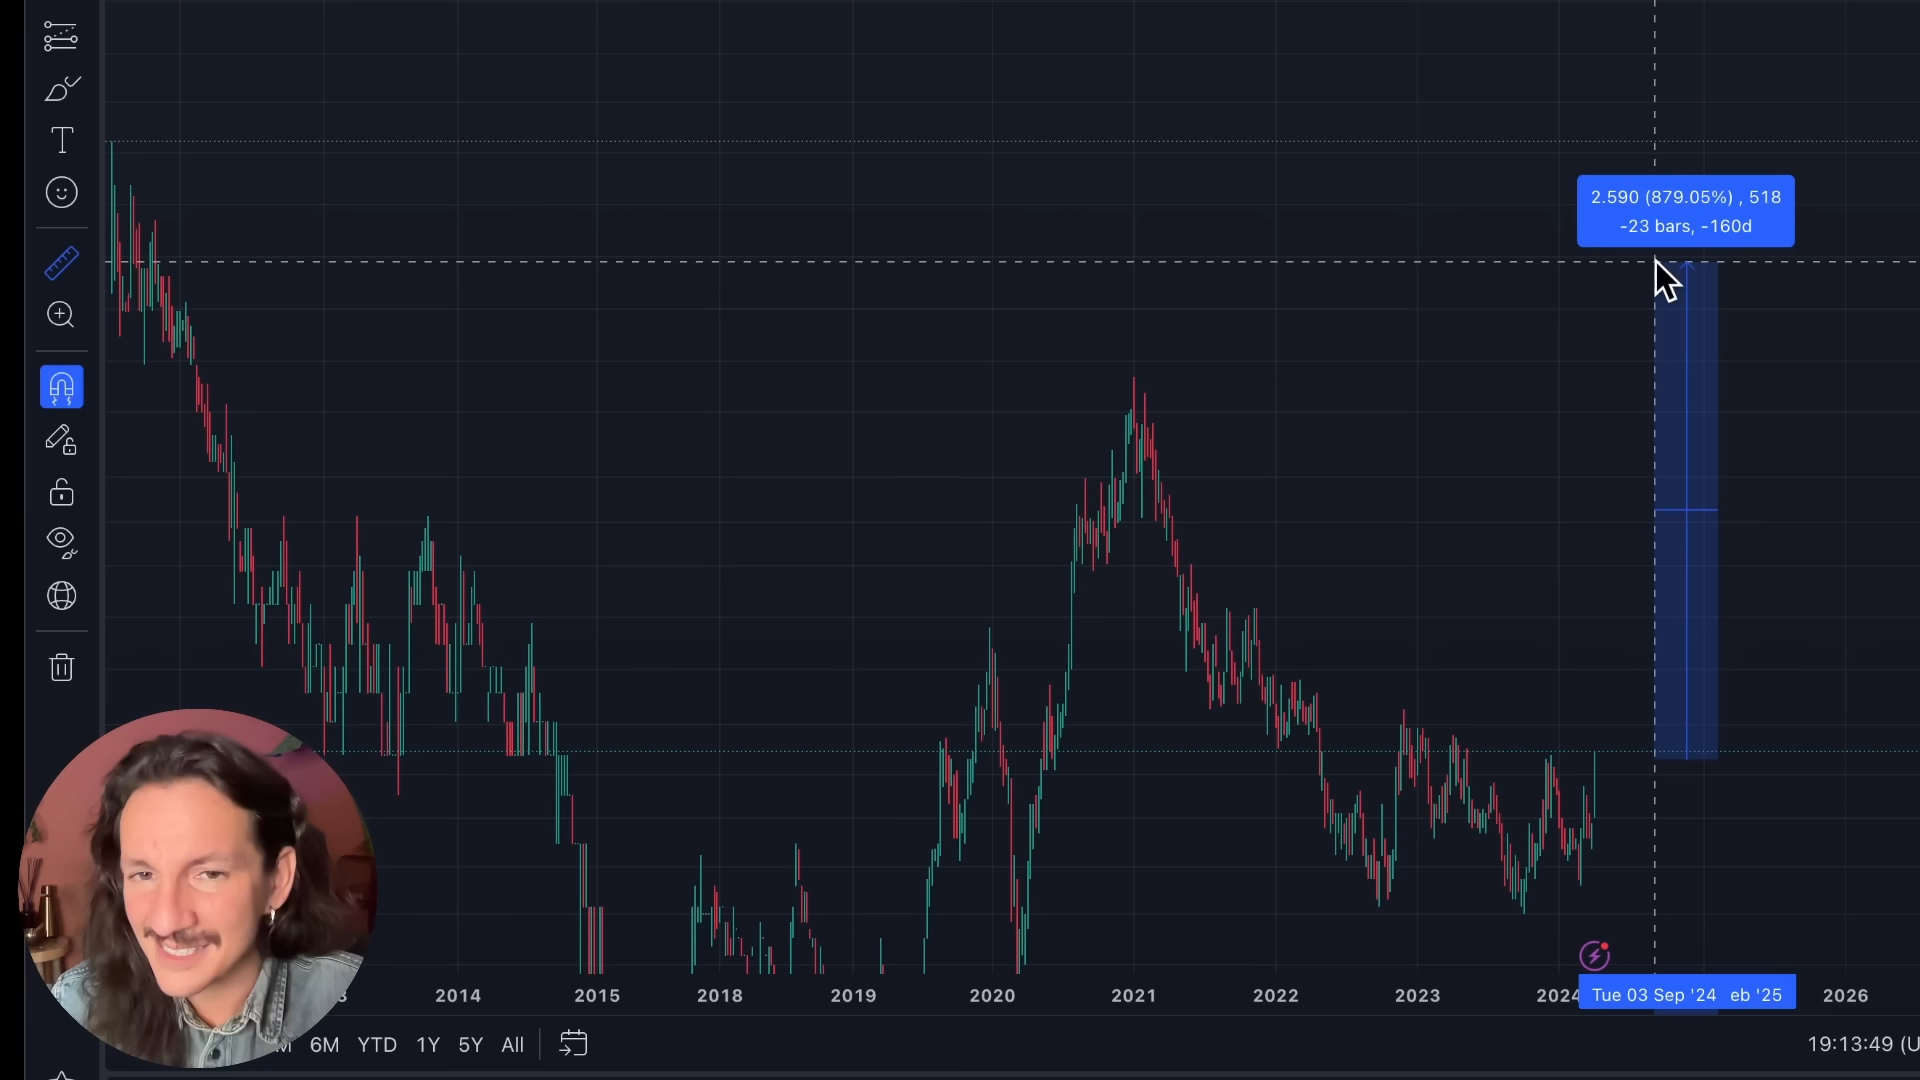 2.590 (879.05%) , 518
-23 bars, -160d
2014
2015
2018
2019
2020
2021
2022
2023
2024
Tue 03 Sep '24
eb '25
2026
6M
YTD
1Y
5Y
All
19:13:49 (U